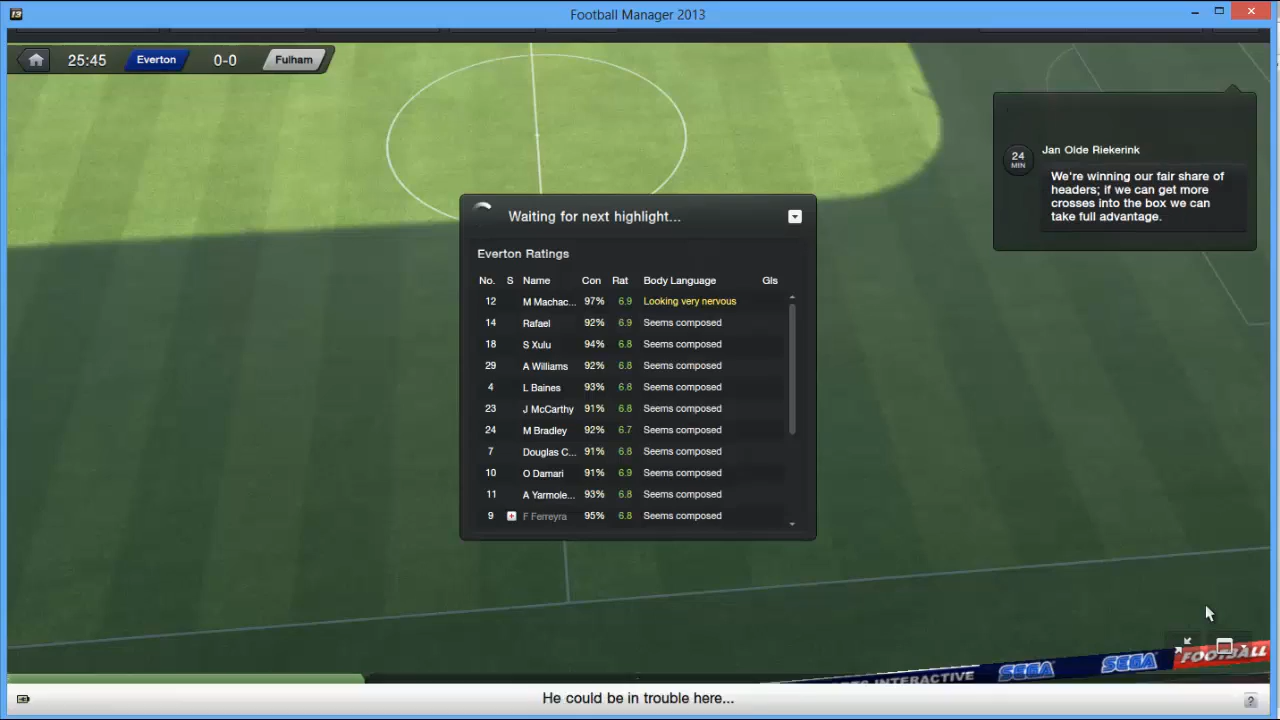 Football Manager 2013
25:45 Everton 0-0 Fulham
24 MIN
Jan Olde Riekerink
We're winning our fair share of
headers; if we can get more
crosses into the box we can
take full advantage.
Waiting for next highlight...
Everton Ratings
No. S Name Con Rat Body Language Gls
12 M Machac... 97% 6.9 Looking very nervous
14 Rafael 92% 6.9 Seems composed
18 S Xulu 94% 6.8 Seems composed
29 A Williams 92% 6.8 Seems composed
4 L Baines 93% 6.8 Seems composed
23 J McCarthy 91% 6.8 Seems composed
24 M Bradley 92% 6.7 Seems composed
7 Douglas C... 91% 6.8 Seems composed
10 O Damari 91% 6.9 Seems composed
11 A Yarmole... 93% 6.8 Seems composed
9 F Ferreyra 95% 6.8 Seems composed
INTERACTIVE SEGA SEGA FOOTBALL
He could be in trouble here...